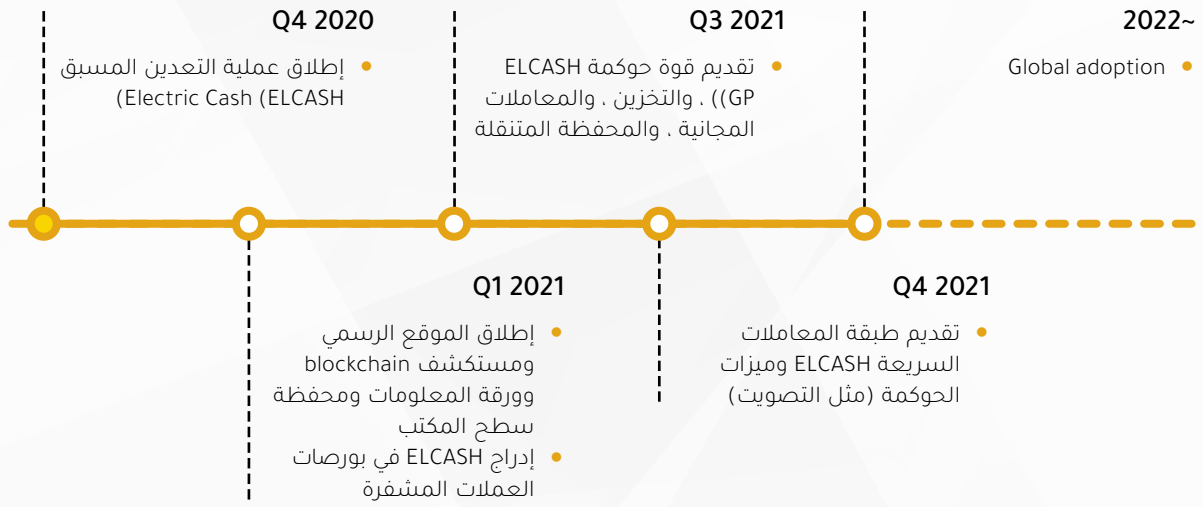 Q4 2020
إطلاق عملية التعدين المسبق
Electric Cash (ELCASH)
Q1 2021
إطلاق الموقع الرسمي
ومستكشف blockchain
وورقة المعلومات ومحفظة
سطح المكتب
إدراج ELCASH في بورصات
العملات المشفرة
Q3 2021
تقديم قوة حوكمة ELCASH
GP)) ، والتخزين ، والمعاملات
المجانية ، والمحفظة المتنقلة
Q4 2021
تقديم طبقة المعاملات
السريعة ELCASH وميزات
الحوكمة (مثل التصويت)
2022~
Global adoption